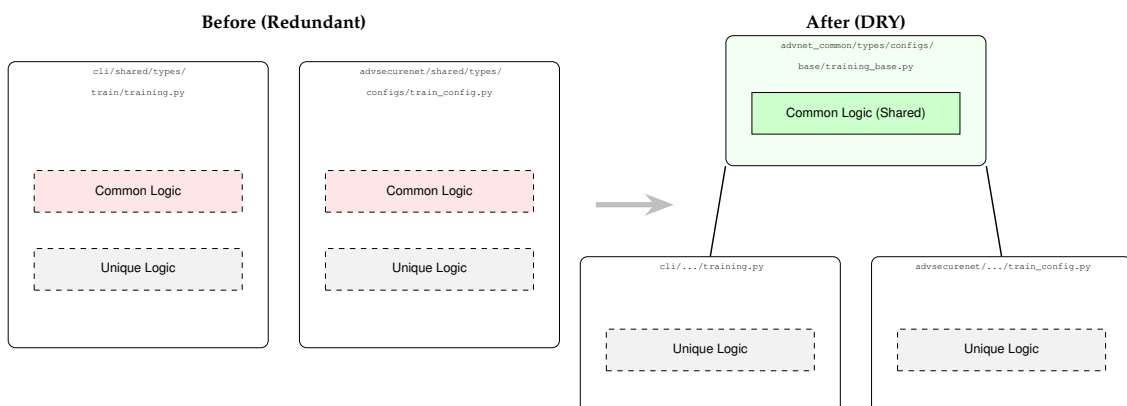 Before (Redundant)
cli/shared/types/
train/training.py
Common Logic
Unique Logic
advsecurenet/shared/types/
configs/train_config.py
Common Logic
Unique Logic
After (DRY)
advnet_common/types/configs/
base/training_base.py
Common Logic (Shared)
cli/.../training.py
Unique Logic
advsecurenet/.../train_config.py
Unique Logic